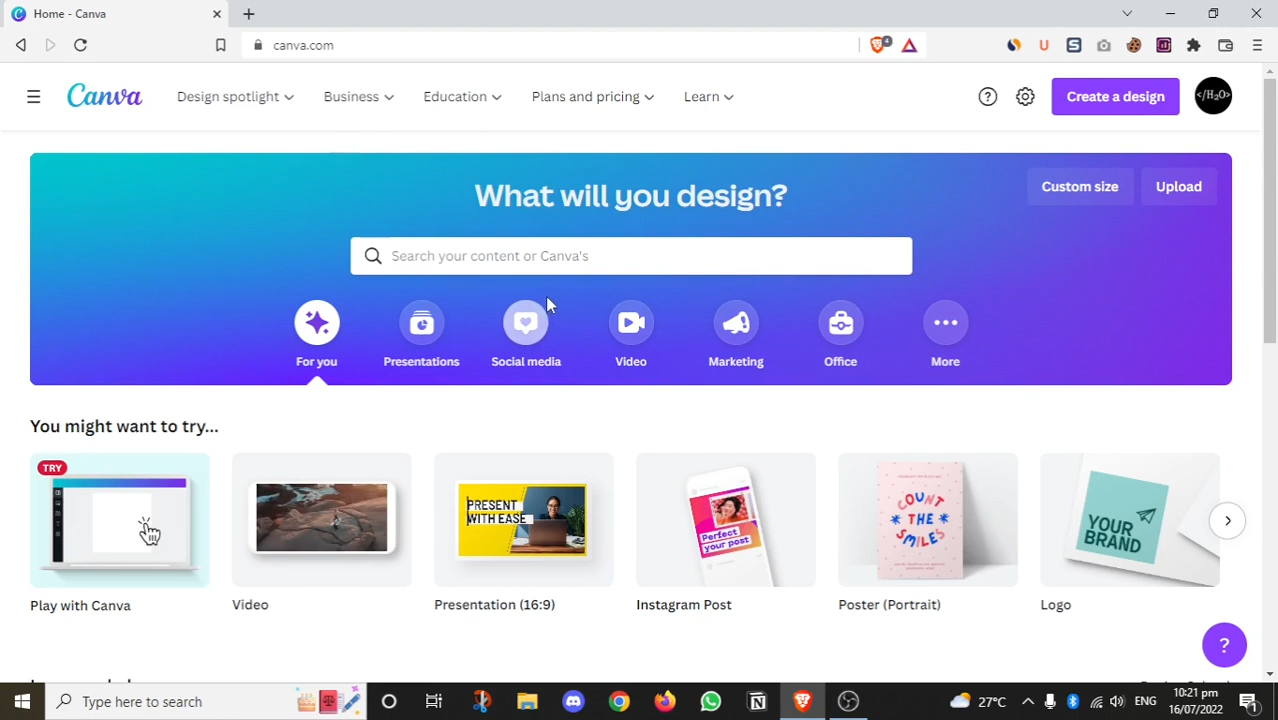 Home - Canva
canva.com
4
Canva
Design spotlight
Business
Education
Plans and pricing
Learn
?
Create a design
</H2O>
What will you design?
Custom size
Upload
Search your content or Canva's
For you
Presentations
Social media
Video
Marketing
Office
More
You might want to try...
TRY
PRESENT
WITH EASE
Perfect
your post
COUNT
THE
SMILES
YOUR
BRAND
Play with Canva
Video
Presentation (16:9)
Instagram Post
Poster (Portrait)
Logo
?
Type here to search
27°C
ENG
10:21 pm
16/07/2022
1